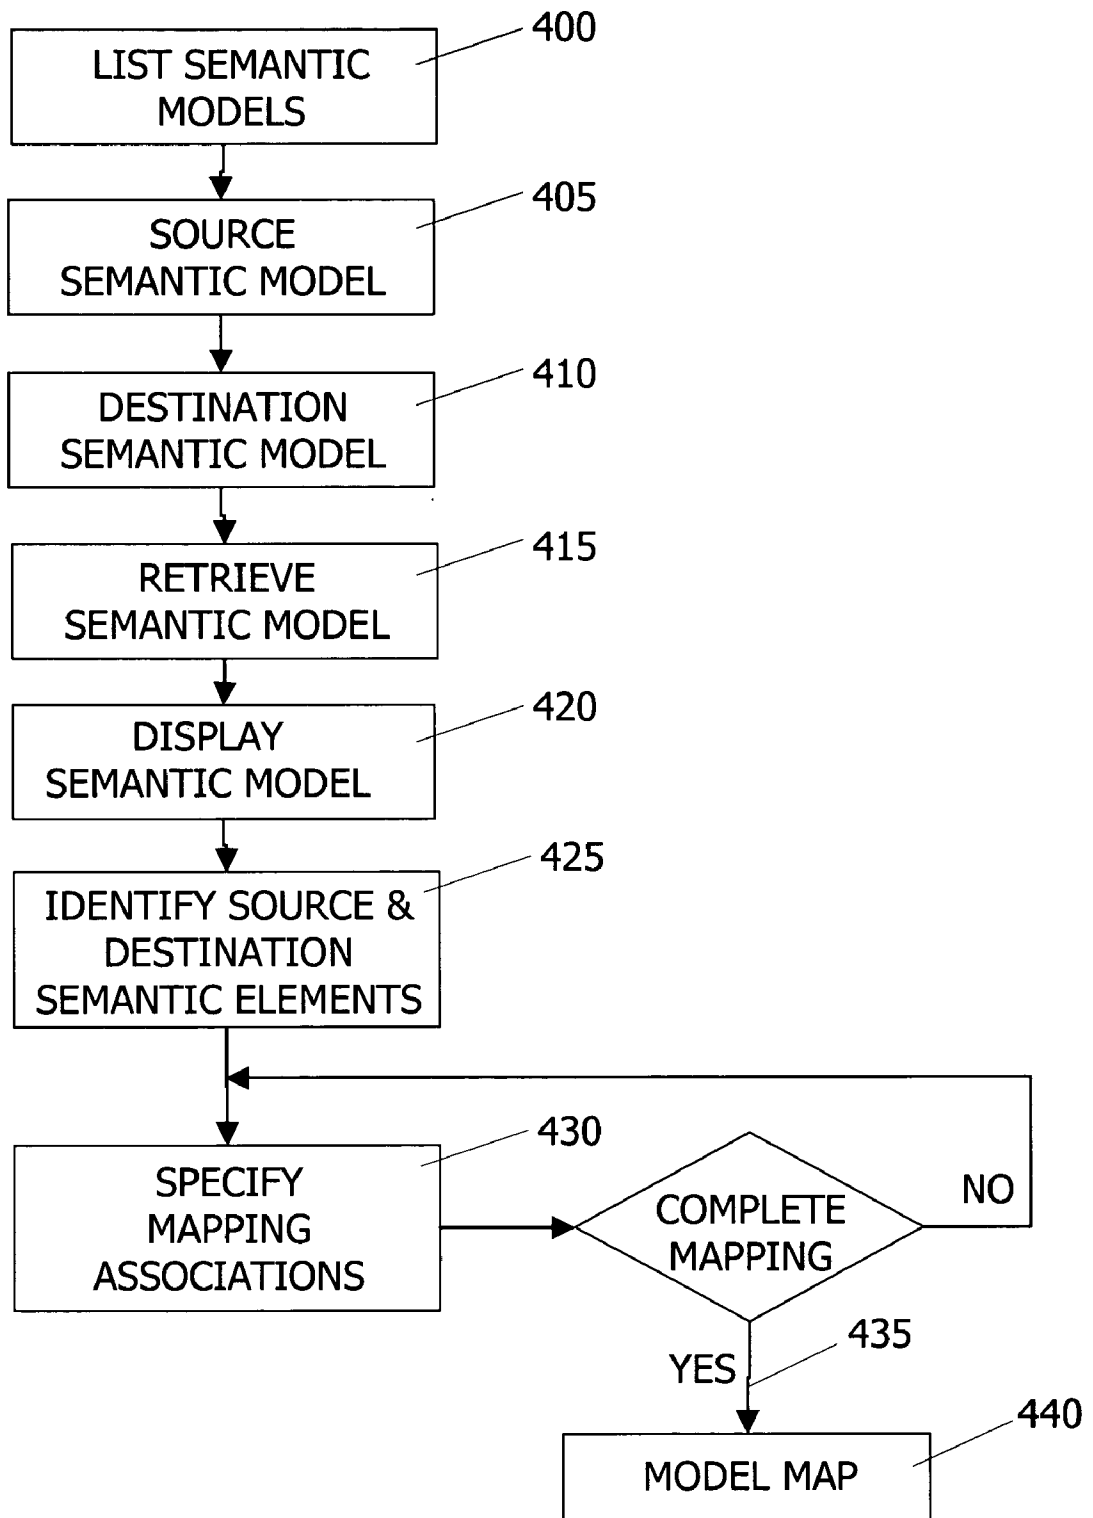 400
LIST SEMANTIC
MODELS
405
SOURCE
SEMANTIC MODEL
410
DESTINATION
SEMANTIC MODEL
415
RETRIEVE
SEMANTIC MODEL
420
DISPLAY
SEMANTIC MODEL
425
IDENTIFY SOURCE &
DESTINATION
SEMANTIC ELEMENTS
430
SPECIFY
MAPPING
ASSOCIATIONS
COMPLETE
MAPPING
NO
YES
435
440
MODEL MAP